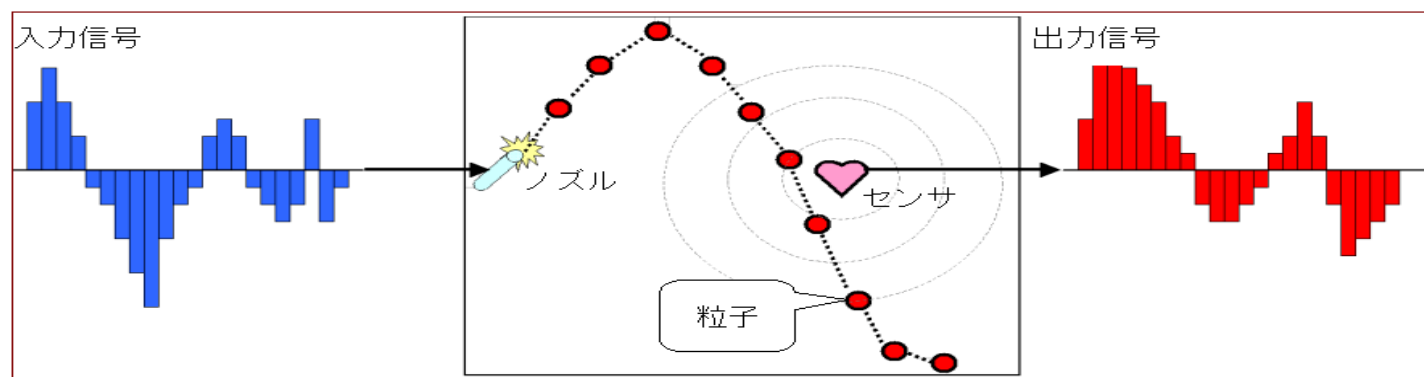 入力信号
ノズル
センサ
粒子
出力信号